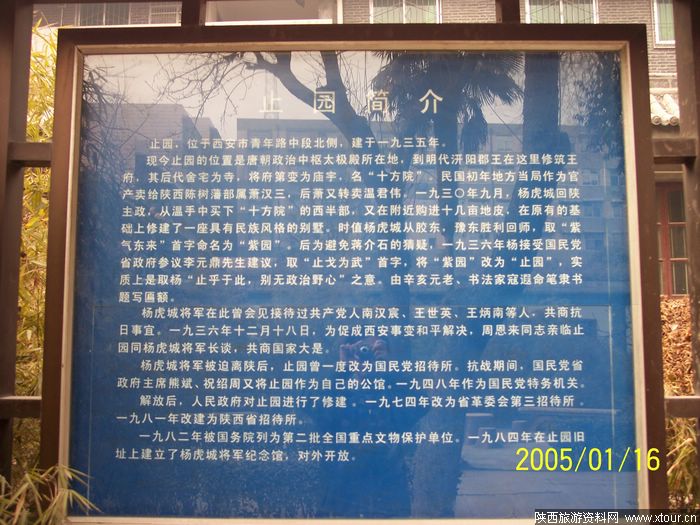 止园简介
止园，位于西安市青年路中段北侧，建于一九三五年。
现今止园的位置是唐朝政治中枢太极殿所在地，到明代汧阳郡王在这里修筑王
府，其后代舍宅为寺，将府第变为庙宇，名“十方院”。民国初年地方当局作为官
产卖给陕西陈树藩部属萧汉三，后萧又转卖温君伟，一九三〇年九月，杨虎城回陕
主政，从温手中买下“十方院”的西半部，又在附近购进十几亩地皮，在原有的基
础上修建了一座具有民族风格的别墅。时值杨虎城从胶东，豫东胜利回师，取“紫
气东来”首字命名为“紫园”。后为避免蒋介石的猜疑，一九三六年杨接受国民党
省政府参议李元鼎先生建议，取“止戈为武”首字，将“紫园”改为“止园”，实
质上是取杨“止乎于此，别无政治野心”之意。由辛亥元老、书法家寇遐命笔隶书
题写匾额。
杨虎城将军在此曾会见接待过共产党人南汉宸、王世英、王炳南等人，共商抗
日事宜。一九三六年十二月十八日，为促成西安事变和平解决，周恩来同志亲临止
园同杨虎城将军长谈，共商国家大是。
杨虎城将军被迫离陕后，止园曾一度改为国民党招待所。抗战期间，国民党省
政府主席熊斌、祝绍周又将止园作为自己的公馆。一九四八年作为国民党特务机关。
解放后，人民政府对止园进行了修建。一九七四年改为省革委会第三招待所。
一九八一年改建为陕西省招待所。
一九八二年被国务院列为第二批全国重点文物保护单位。一九八四年在止园旧
址上建立了杨虎城将军纪念馆，对外开放。
2005/01/16
陕西旅游资料网 www.xtour.cn